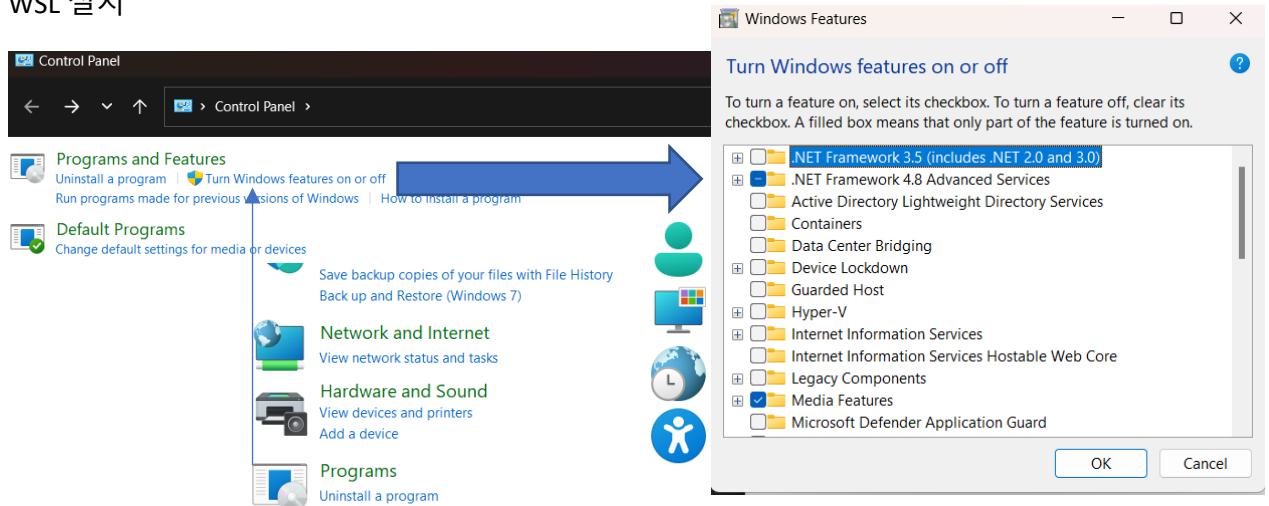 WSL 설치
Control Panel
Control Panel
Programs and Features
Uninstall a program
Turn Windows features on or off
Run programs made for previous versions of Windows
How to install a program
Default Programs
Change default settings for media or devices
Save backup copies of your files with File History
Back up and Restore (Windows 7)
Network and Internet
View network status and tasks
Hardware and Sound
View devices and printers
Add a device
Programs
Uninstall a program
Windows Features
Turn Windows features on or off
?
To turn a feature on, select its checkbox. To turn a feature off, clear its
checkbox. A filled box means that only part of the feature is turned on.
.NET Framework 3.5 (includes .NET 2.0 and 3.0)
.NET Framework 4.8 Advanced Services
Active Directory Lightweight Directory Services
Containers
Data Center Bridging
Device Lockdown
Guarded Host
Hyper-V
Internet Information Services
Internet Information Services Hostable Web Core
Legacy Components
Media Features
Microsoft Defender Application Guard
OK
Cancel